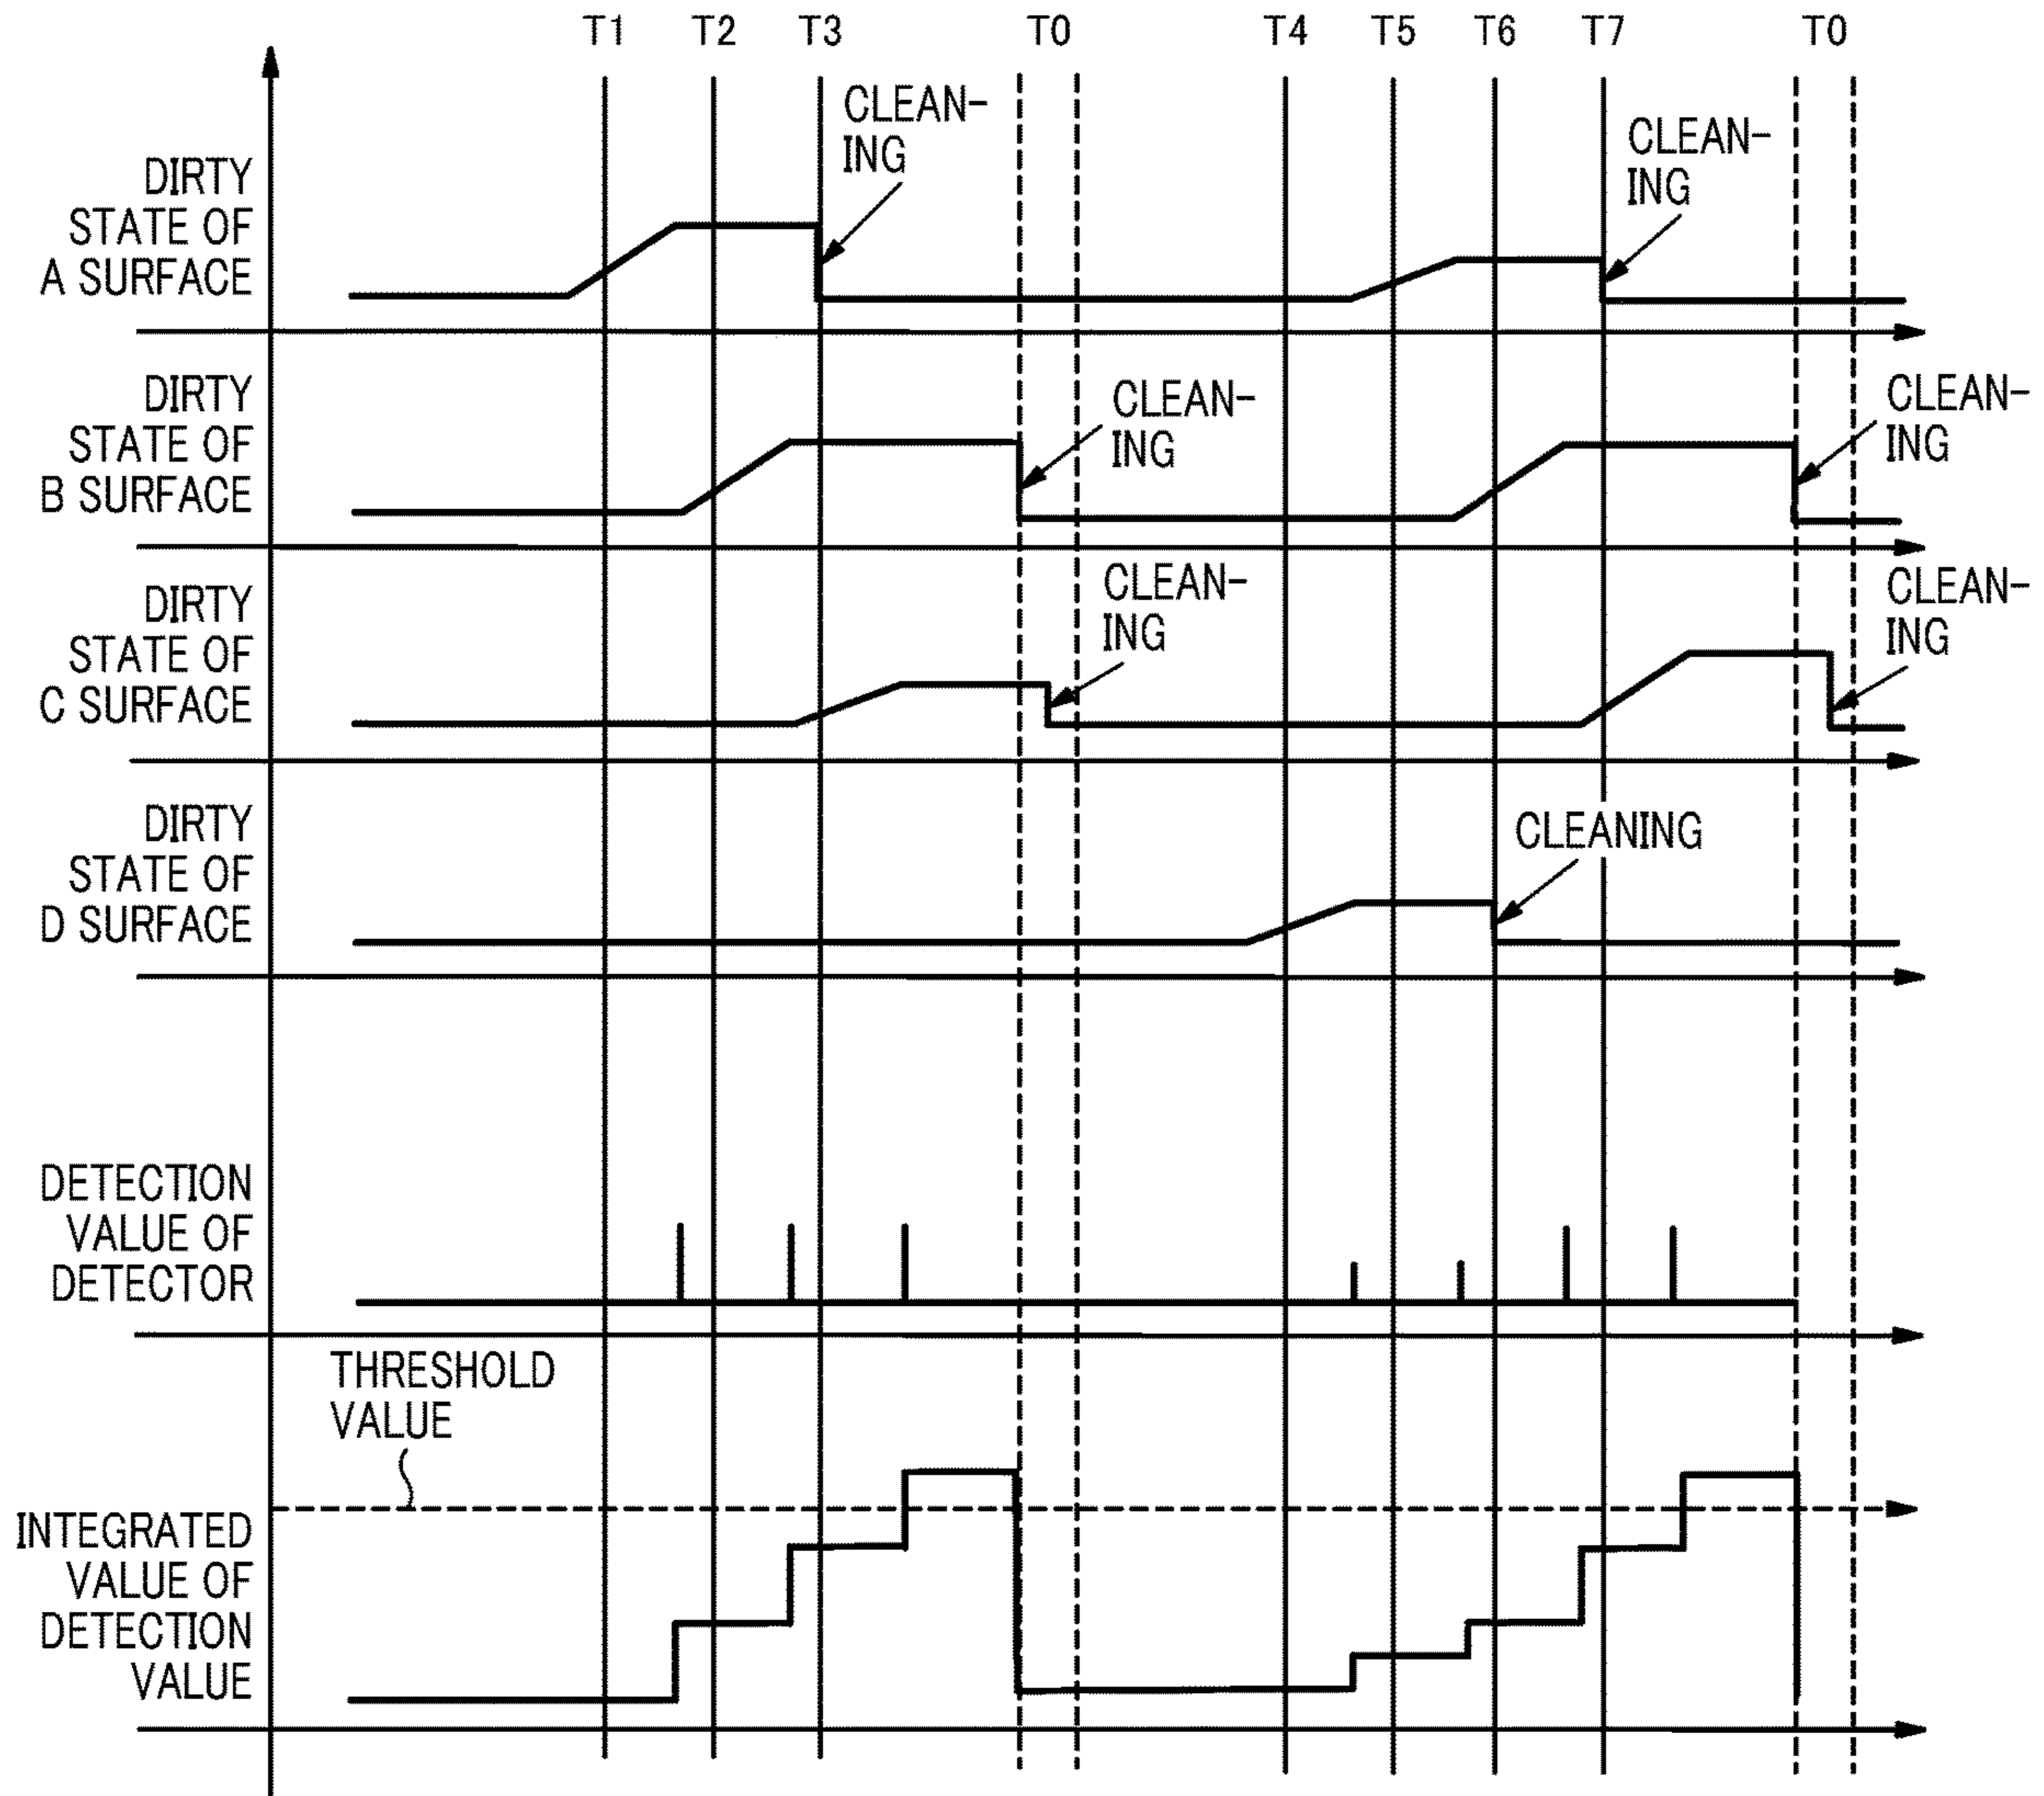 T1 T2 T3 T0 T4 T5 T6 T7 T0
CLEAN-
ING
CLEAN-
ING
DIRTY
STATE OF
A SURFACE
DIRTY
STATE OF
B SURFACE
CLEAN-
ING
CLEAN-
ING
DIRTY
STATE OF
C SURFACE
CLEAN-
ING
CLEAN-
ING
DIRTY
STATE OF
D SURFACE
CLEANING
DETECTION
VALUE OF
DETECTOR
THRESHOLD
VALUE
INTEGRATED
VALUE OF
DETECTION
VALUE